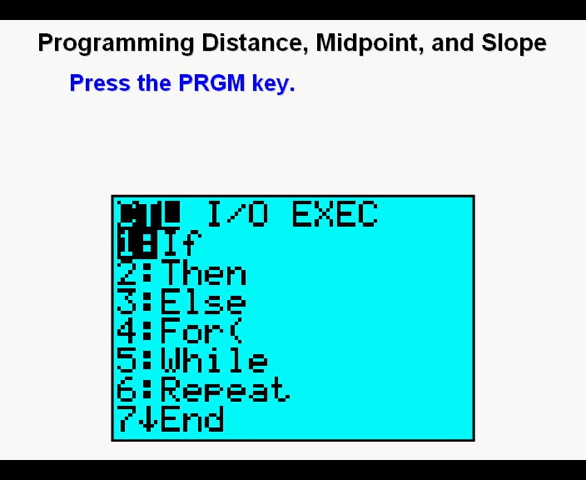 Programming Distance, Midpoint, and Slope
Press the PRGM key.
I/O EXEC
1:If
2:Then
3:Else
4:For(
5:While
6:Repeat
7↓End